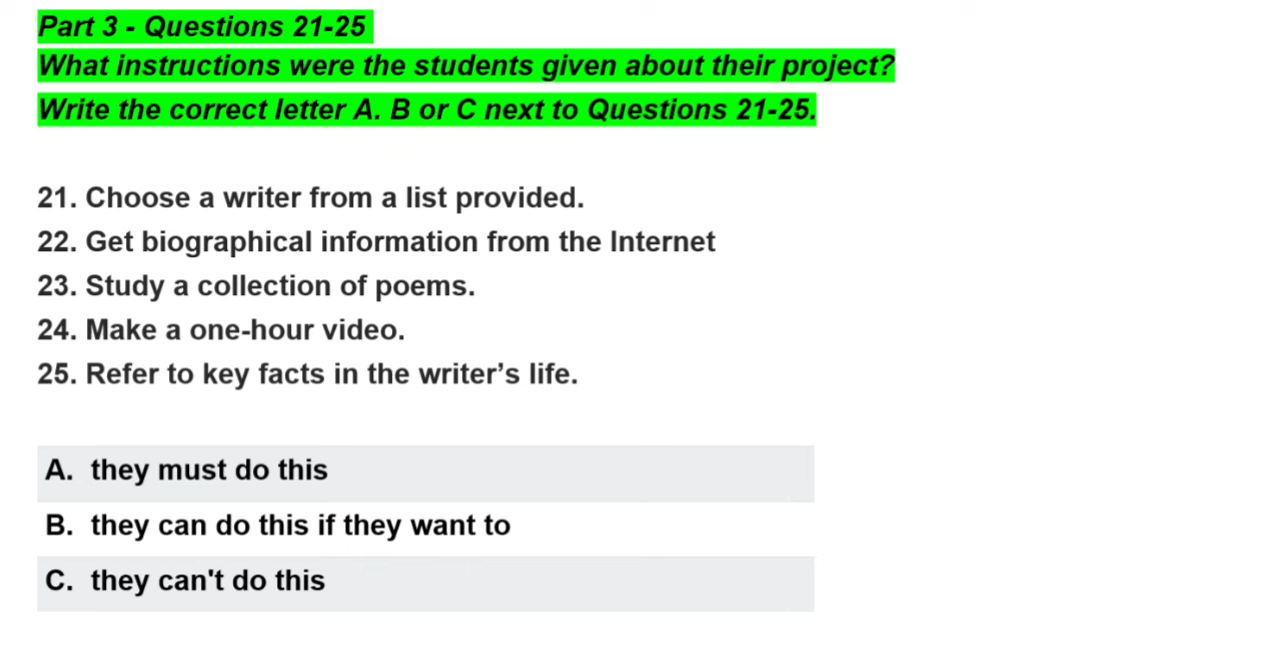 Part 3 - Questions 21-25
What instructions were the students given about their project?
Write the correct letter A. B or C next to Questions 21-25.
21. Choose a writer from a list provided.
22. Get biographical information from the Internet
23. Study a collection of poems.
24. Make a one-hour video.
25. Refer to key facts in the writer’s life.
A. they must do this
B. they can do this if they want to
C. they can't do this